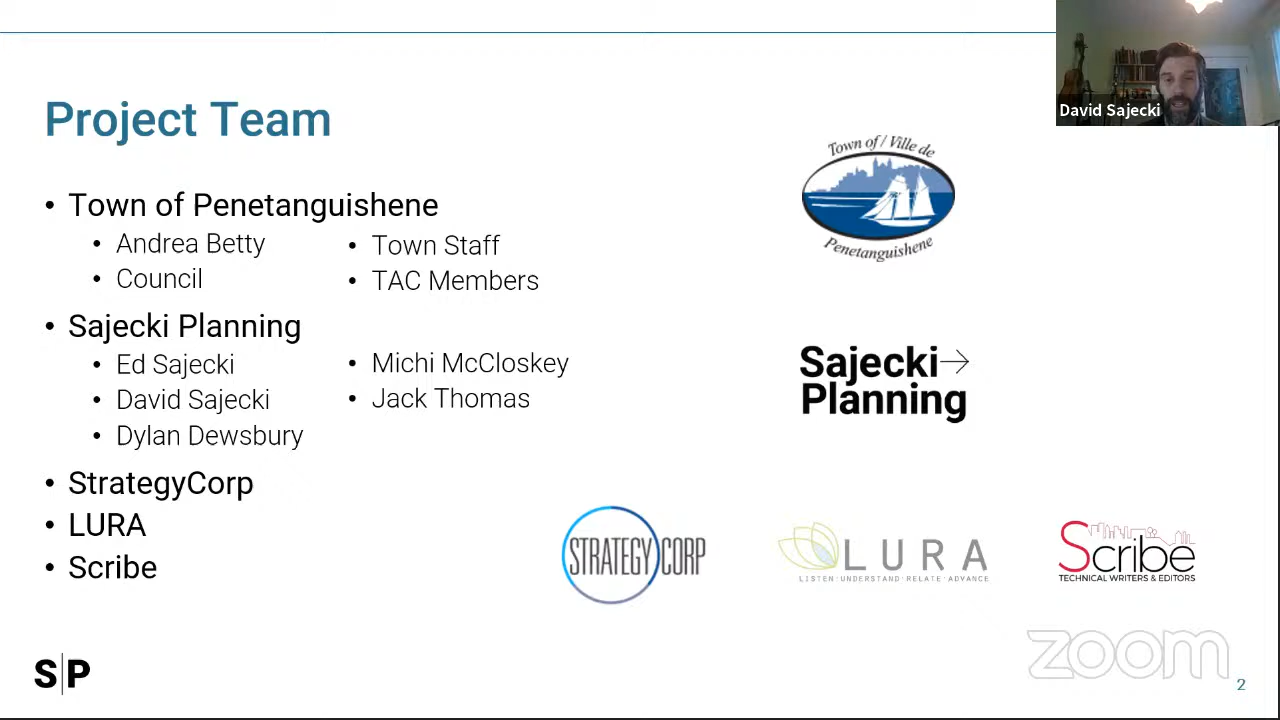 Project Team
David Sajecki
• Town of Penetanguishene
• Andrea Betty
• Council
• Town Staff
• TAC Members
• Sajecki Planning
• Ed Sajecki
• David Sajecki
• Dylan Dewsbury
• Michi McCloskey
• Jack Thomas
• StrategyCorp
• LURA
• Scribe
Town of / Ville de
Penetanguishene
Sajecki→
Planning
STRATEGYCORP
LURA
LISTEN · UNDERSTAND · RELATE · ADVANCE
Scribe
TECHNICAL WRITERS & EDITORS
S|P
zoom
2